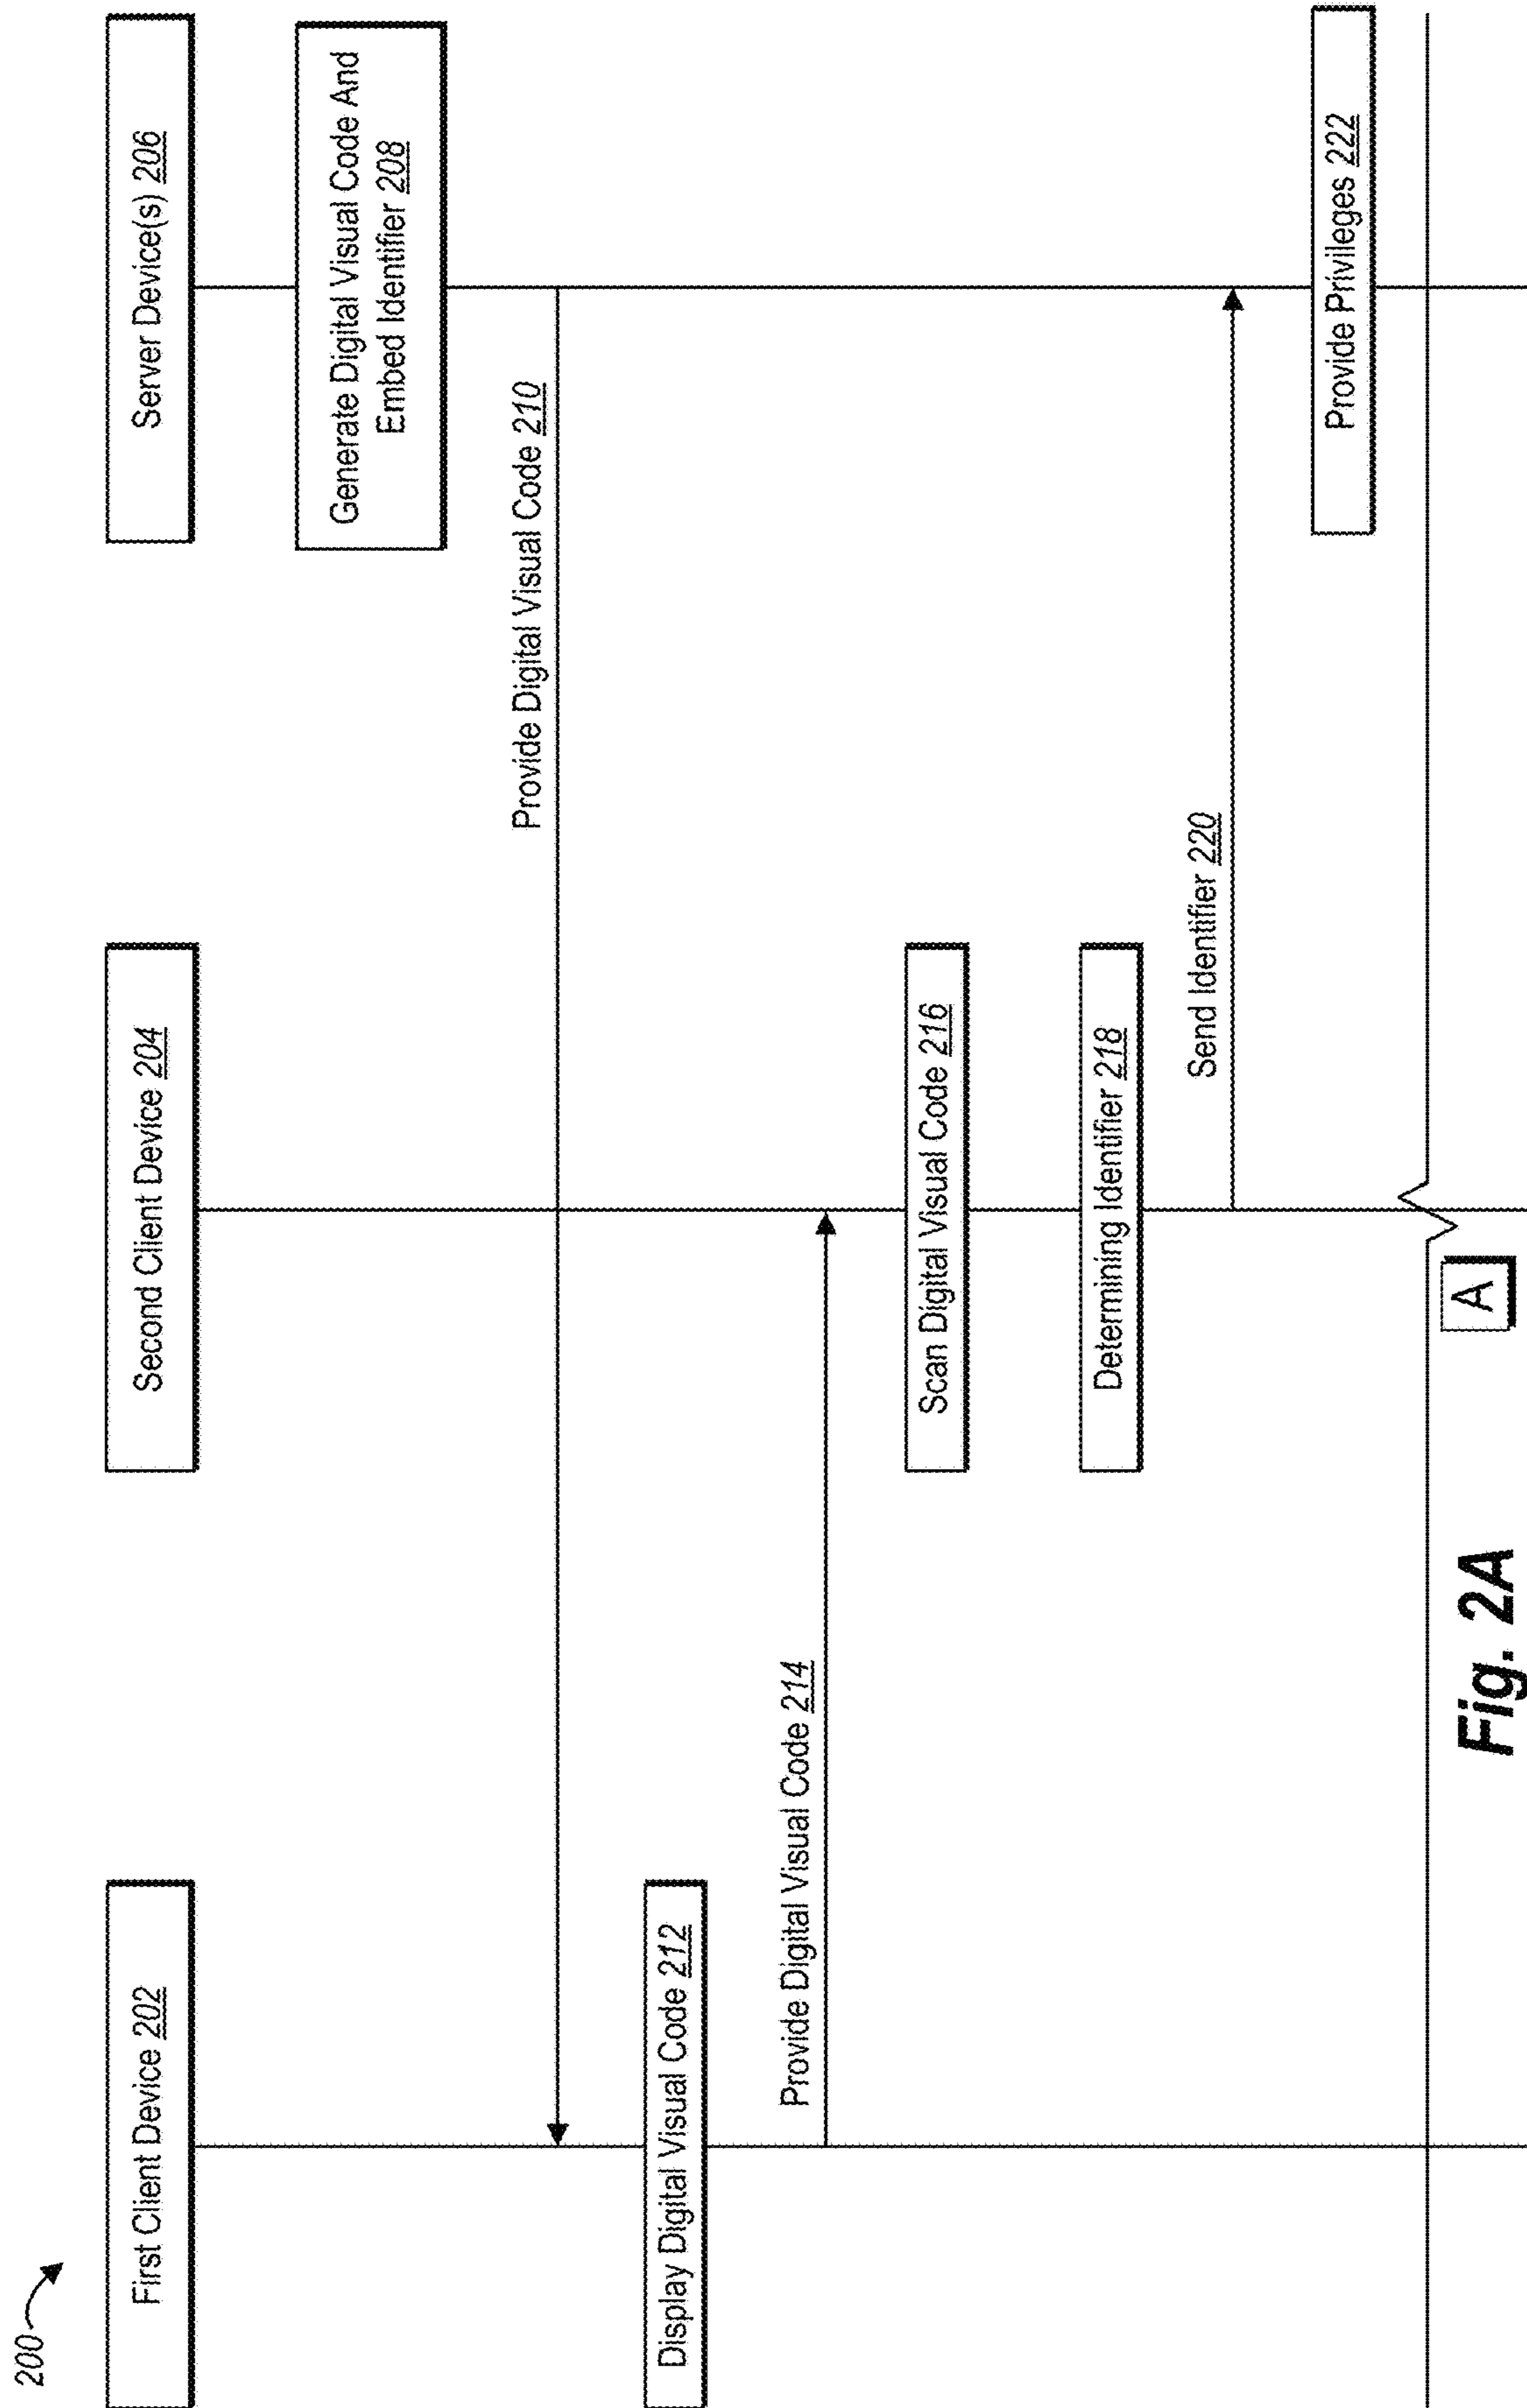 200
First Client Device 202
Second Client Device 204
Server Device(s) 206
Generate Digital Visual Code And
Embed Identifier 208
Provide Digital Visual Code 210
Display Digital Visual Code 212
Provide Digital Visual Code 214
Scan Digital Visual Code 216
Determining Identifier 218
Send Identifier 220
Provide Privileges 222
A
Fig. 2A